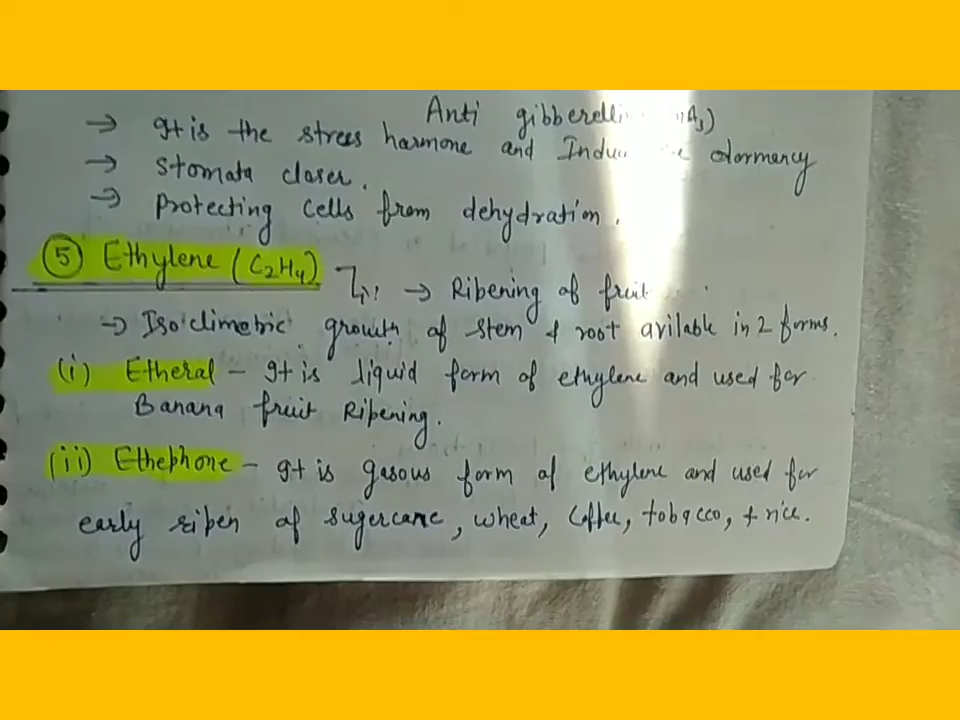 Anti gibberelli
→ It is the stress harmone and Indu dormancy
→ Stomata closer.
→ Protecting cells from dehydration.
⑤ Ethylene (C₂H₄)
→ Ribening of fruit
→ Isoclimetric growth of stem & root avilable in 2 forms.
(i) Etheral - It is liquid form of ethylene and used for
Banana fruit Ribening.
(ii) Ethephone - It is gasous form of ethylene and used for
early riben of sugercane, wheat, Coffee, tobacco, + rice.